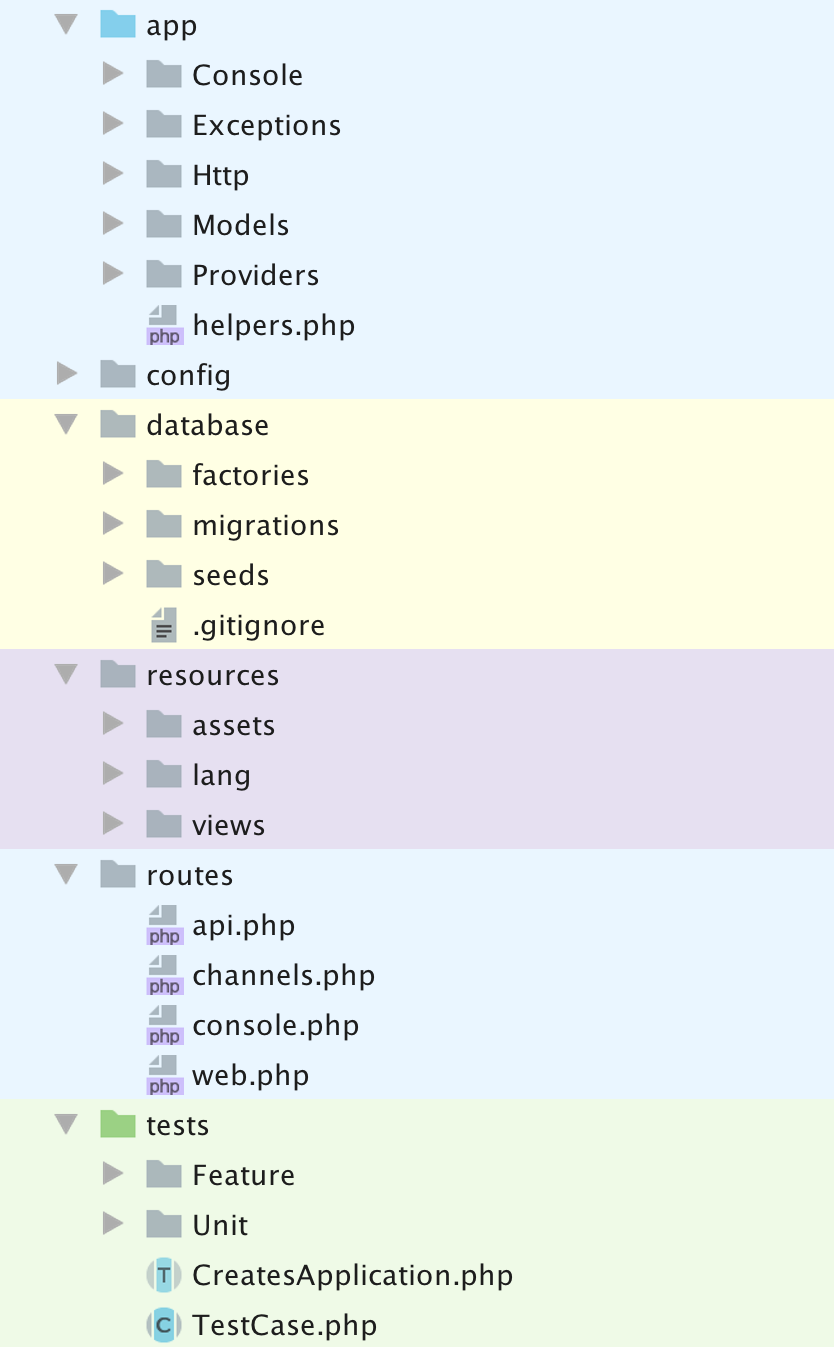 app
Console
Exceptions
Http
Models
Providers
php helpers.php
config
database
factories
migrations
seeds
.gitignore
resources
assets
lang
views
routes
php api.php
php channels.php
php console.php
php web.php
tests
Feature
Unit
T CreatesApplication.php
C TestCase.php